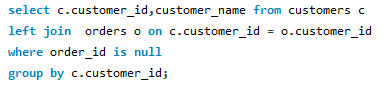 select c.customer_id,customer_name from customers c
left join  orders o on c.customer_id = o.customer_id
where order_id is null
group by c.customer_id;